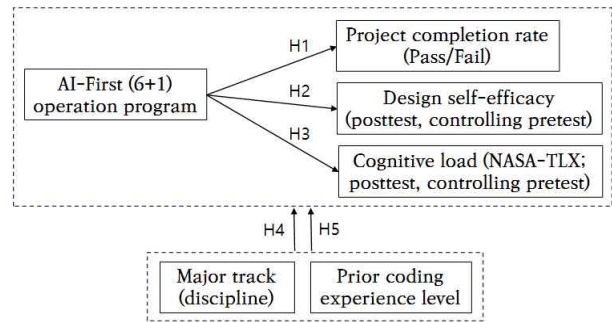 AI-First (6+1)
operation program
H1
H2
H3
Project completion rate
(Pass/Fail)
Design self-efficacy
(posttest, controlling pretest)
Cognitive load (NASA-TLX;
posttest, controlling pretest)
H4
H5
Major track
(discipline)
Prior coding
experience level